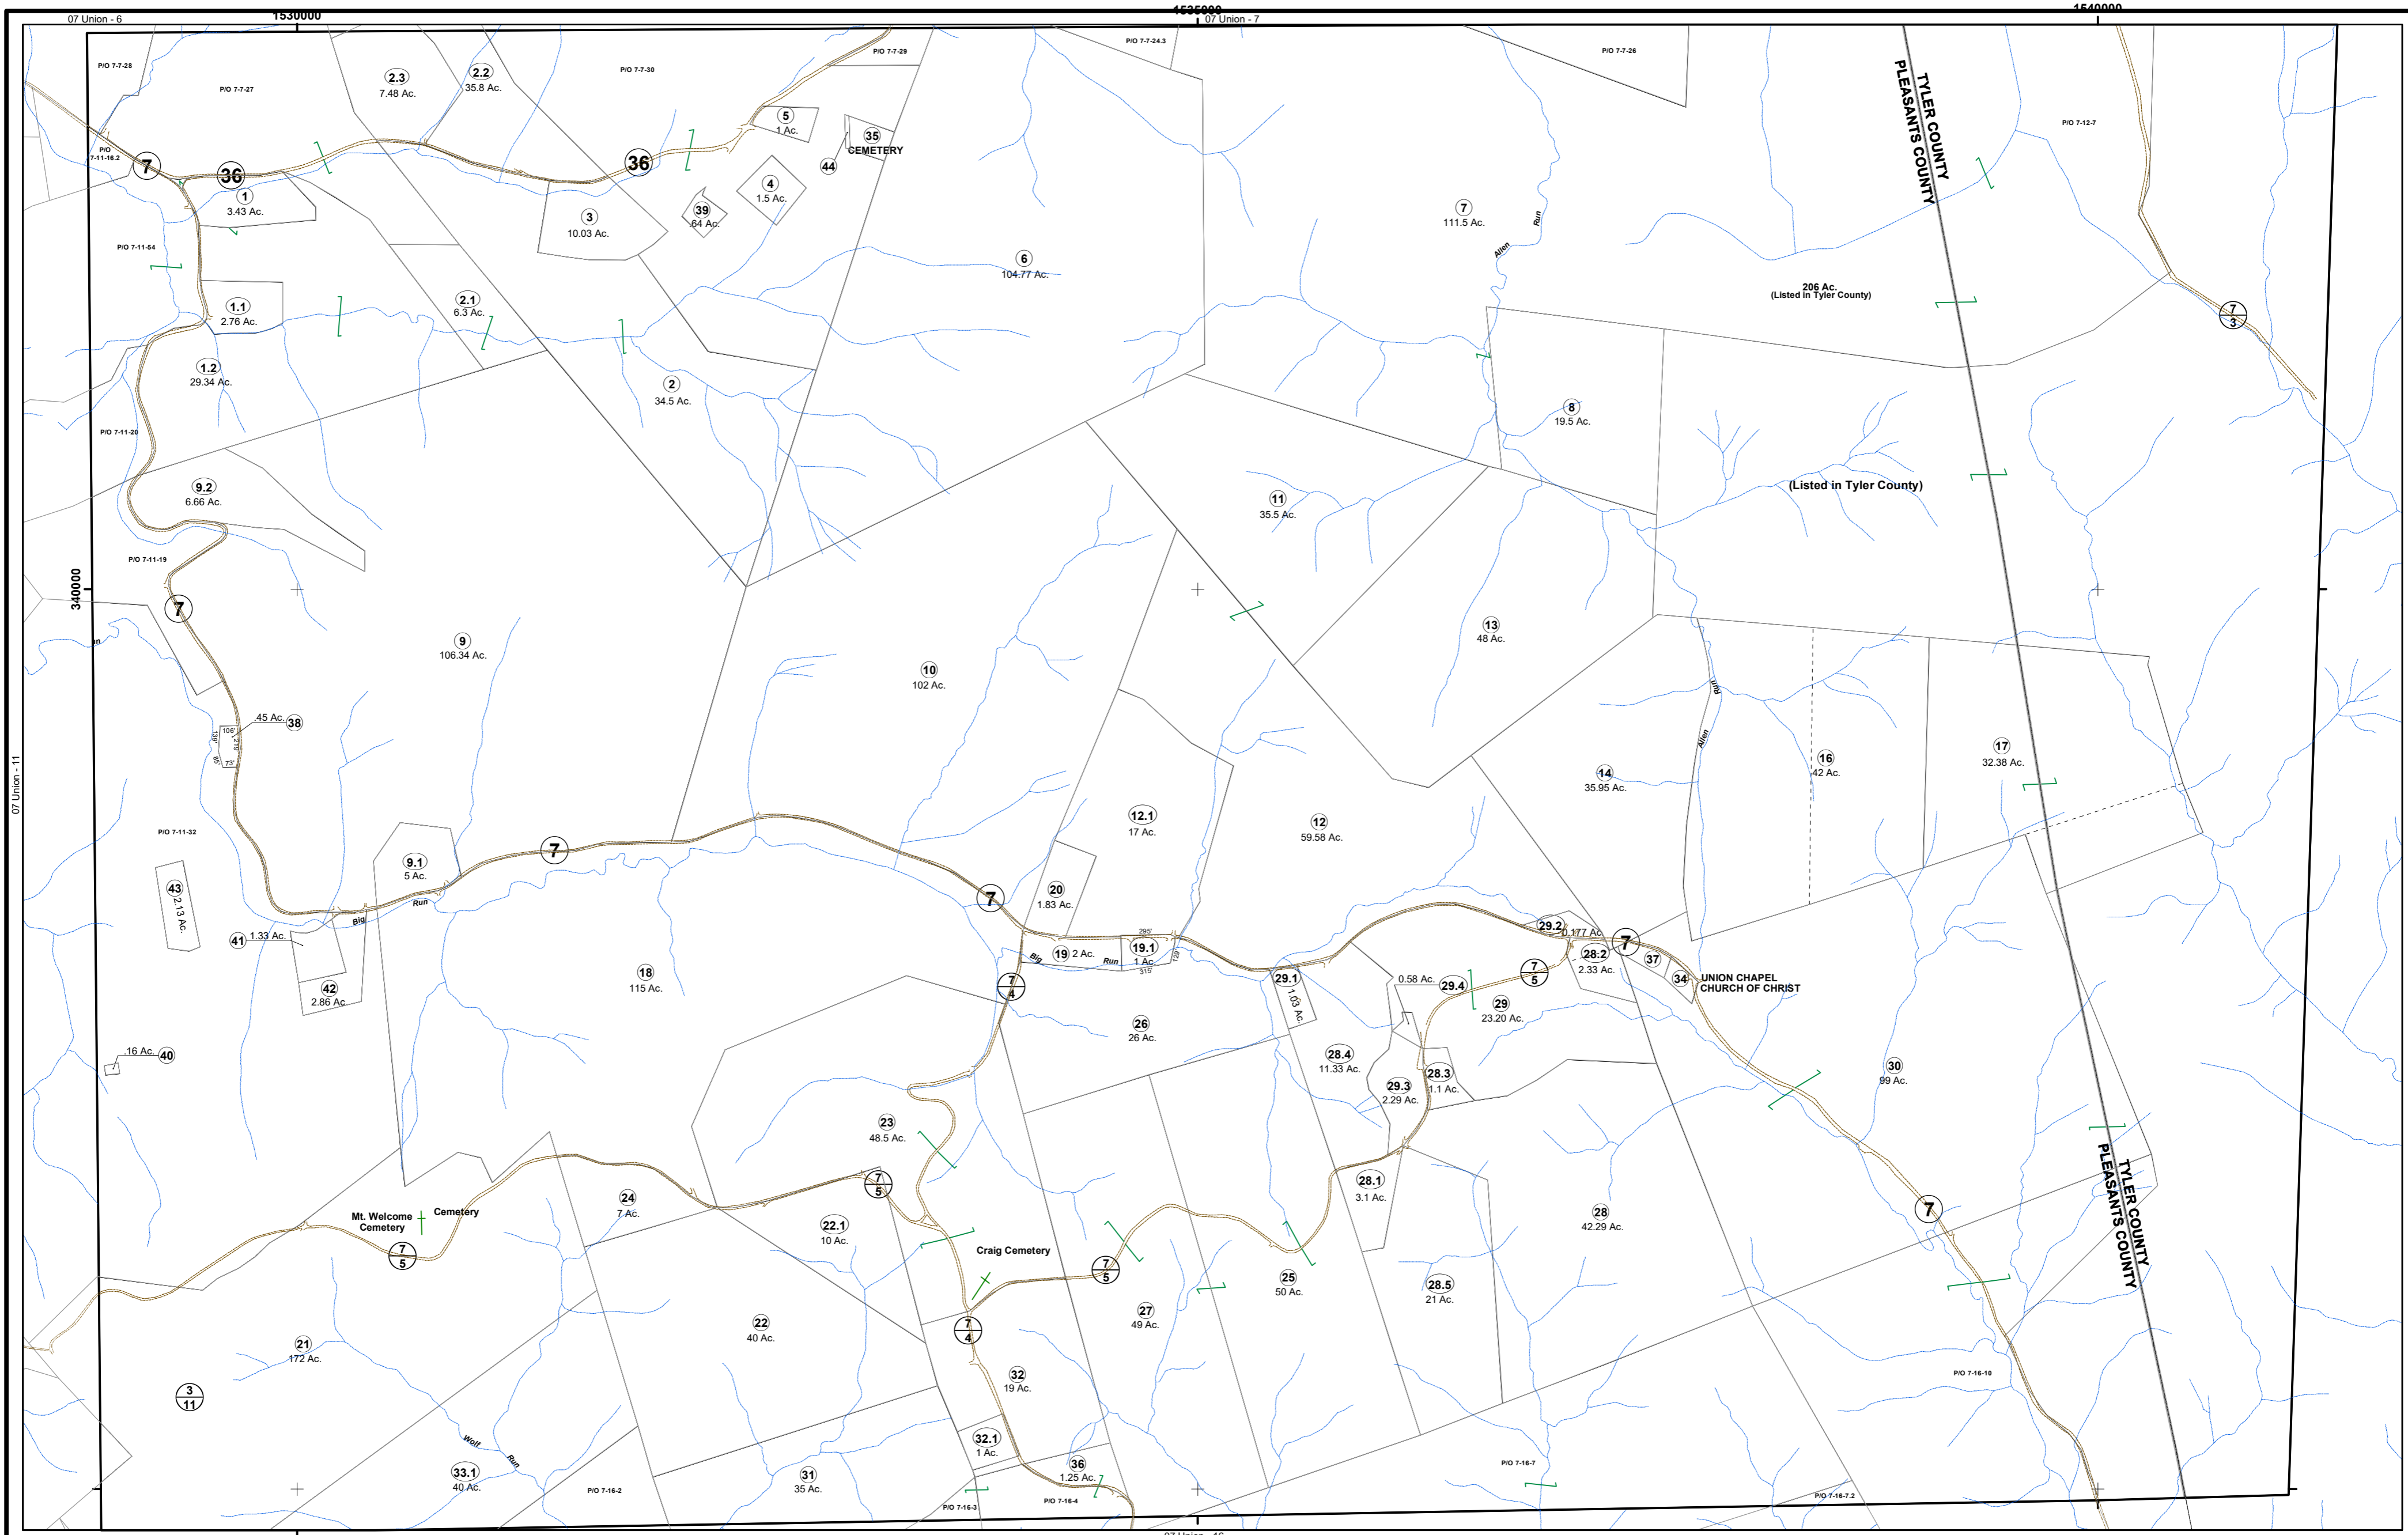 07 Union - 6
1530000
1535000
07 Union - 7
1540000
P/O 7-7-28
P/O 7-7-27
2.3
7.48 Ac.
2.2
35.8 Ac.
P/O 7-7-30
P/O 7-7-29
P/O 7-7-24.3
P/O 7-7-26
TYLER COUNTY
PLEASANTS COUNTY
P/O 7-12-7
5
1 Ac.
35
CEMETERY
44
P/O
7-11-16.2
7
36
36
1
3.43 Ac.
4
1.5 Ac.
39
.64 Ac.
3
10.03 Ac.
7
111.5 Ac.
Allen
Run
P/O 7-11-54
6
104.77 Ac.
206 Ac.
(Listed in Tyler County)
1.1
2.76 Ac.
2.1
6.3 Ac.
7
3
1.2
29.34 Ac.
2
34.5 Ac.
8
19.5 Ac.
P/O 7-11-20
9.2
6.66 Ac.
11
35.5 Ac.
(Listed in Tyler County)
P/O 7-11-19
340000
7
9
106.34 Ac.
10
102 Ac.
13
48 Ac.
Run
Allen
.45 Ac.
38
106'
219'
139'
85'
73'
07 Union - 11
14
35.95 Ac.
16
42 Ac.
17
32.38 Ac.
P/O 7-11-32
12.1
17 Ac.
12
59.58 Ac.
7
9.1
5 Ac.
43
2.13 Ac.
20
1.83 Ac.
7
Big
Run
41
1.33 Ac.
42
2.86 Ac.
18
115 Ac.
295'
19
2 Ac.
19.1
1 Ac.
Big
Run
315'
129'
7
4
29.2
0.177 Ac.
7
28.2
2.33 Ac.
37
34
UNION CHAPEL
CHURCH OF CHRIST
7
5
29.1
1.03 Ac.
0.58 Ac.
29.4
29
23.20 Ac.
26
26 Ac.
.16 Ac.
40
28.4
11.33 Ac.
28.3
1.1 Ac.
29.3
2.29 Ac.
30
99 Ac.
23
48.5 Ac.
TYLER COUNTY
PLEASANTS COUNTY
7
5
28.1
3.1 Ac.
24
7 Ac.
Mt. Welcome
Cemetery
Cemetery
22.1
10 Ac.
28
42.29 Ac.
7
7
5
Craig Cemetery
7
5
25
50 Ac.
28.5
21 Ac.
27
49 Ac.
22
40 Ac.
7
4
21
172 Ac.
32
19 Ac.
P/O 7-16-10
3
11
Wolf
Run
32.1
1 Ac.
36
1.25 Ac.
33.1
40 Ac.
31
35 Ac.
P/O 7-16-2
P/O 7-16-3
P/O 7-16-4
P/O 7-16-7
P/O 7-16-7.2
07 Union - 16